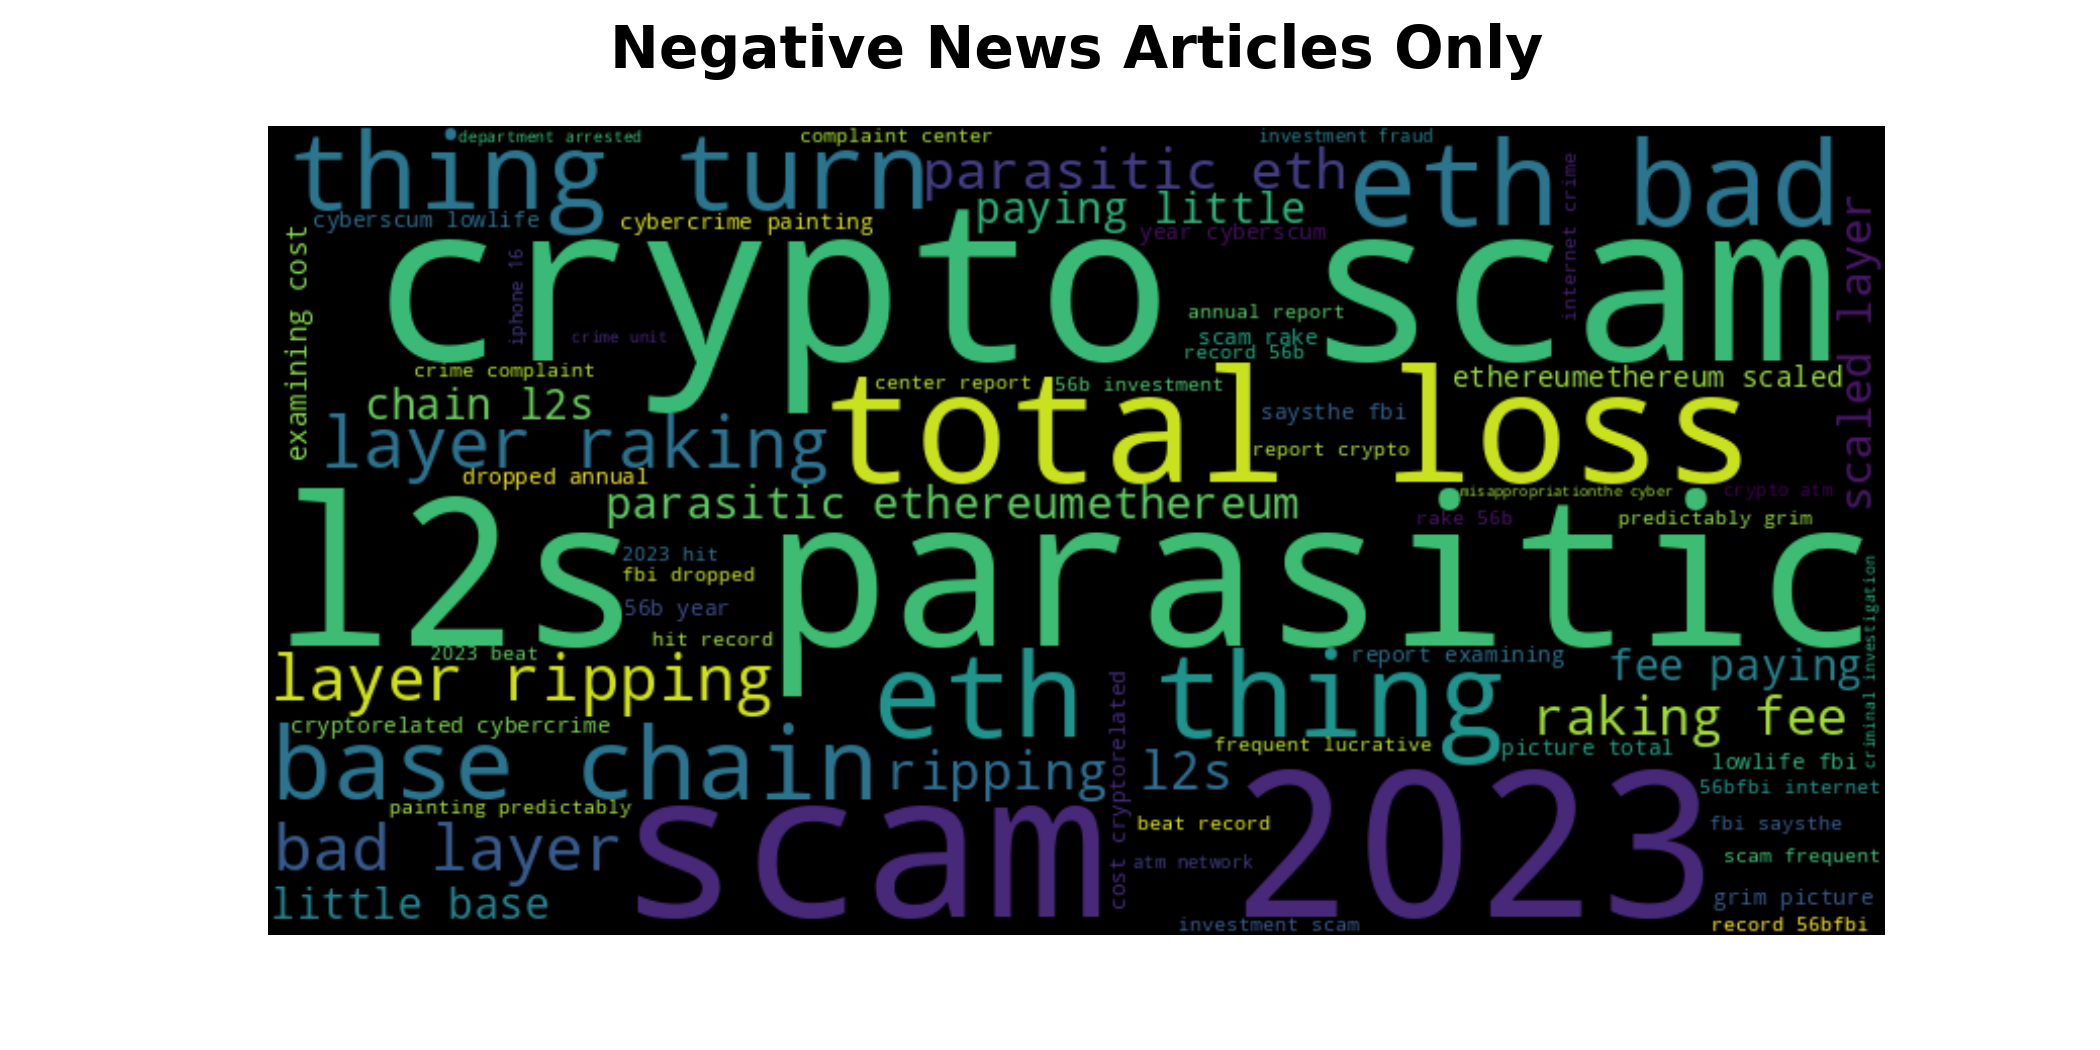 Negative News Articles Only
department arrested
complaint center
investment fraud
thing turn
parasitic eth
eth bad
internet crime
cyberscum lowlife
cybercrime painting
paying little
year cyberscum
scaled layer
examining cost
crypto scam
iphone 16
crime unit
annual report
scam rake
record 56b
crime complaint
center report
56b investment
ethereumethereum scaled
chain l2s
total loss
saysthe fbi
layer raking
report crypto
dropped annual
parasitic ethereumethereum
misappropriationthe cyber
crypto atm
rake 56b
predictably grim
l2s parasitic
2023 hit
fbi dropped
56b year
hit record
criminal investigation
2023 beat
layer ripping
eth thing
report examining
fee paying
cryptorelated cybercrime
raking fee
base chain
ripping l2s
cost cryptorelated
frequent lucrative
picture total
lowlife fbi
56bfbi internet
painting predictably
scam 2023
beat record
fbi saysthe
bad layer
atm network
scam frequent
little base
grim picture
investment scam
record 56bfbi